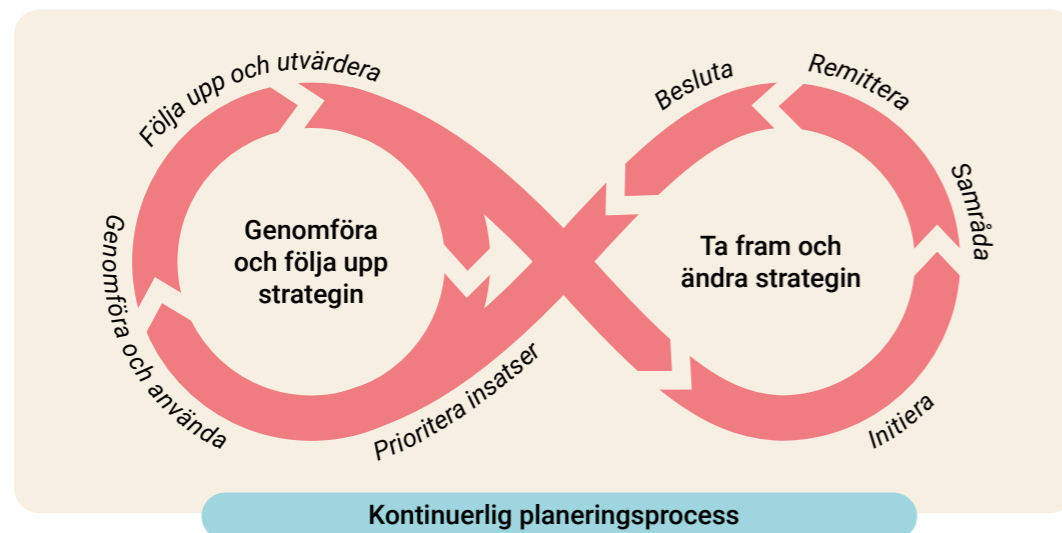 Följa upp och utvärdera
Besluta
Remittera
Samråda
Genomföra
och följa upp
strategin
Ta fram och
ändra strategin
Genomföra och använda
Prioritera insatser
Initiera
Kontinuerlig planeringsprocess